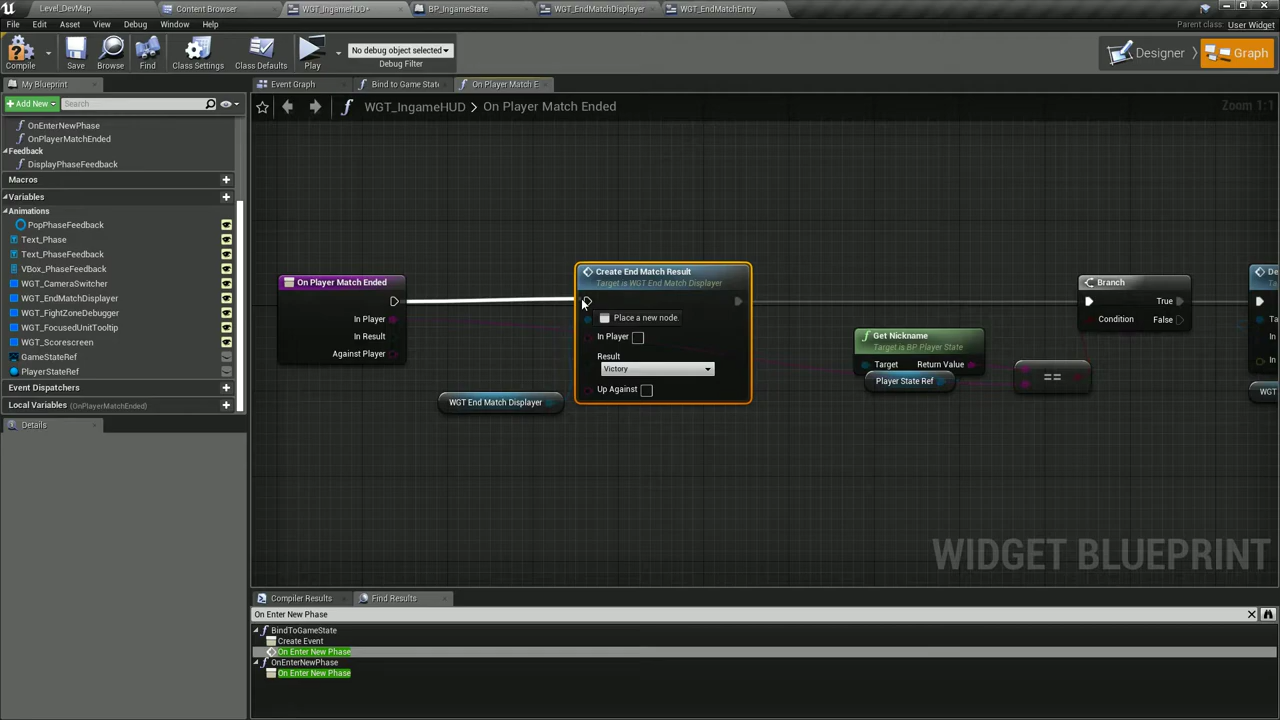 Level_DevMap
Content Browser
WGT_IngameHUD*
BP_IngameState
WGT_EndMatchDisplayer
WGT_EndMatchEntry
File
Edit
Asset
View
Debug
Window
Help
Parent class: User Widget
Compile
Save
Browse
Find
Class Settings
Class Defaults
Play
No debug object selected
Debug Filter
Designer
Graph
My Blueprint
Event Graph
Bind to Game State
On Player Match E
+Add New
Search
WGT_IngameHUD > On Player Match Ended
Zoom 1:1
OnEnterNewPhase
OnPlayerMatchEnded
Feedback
DisplayPhaseFeedback
Macros
Variables
Animations
PopPhaseFeedback
Text_Phase
Text_PhaseFeedback
VBox_PhaseFeedback
WGT_CameraSwitcher
WGT_EndMatchDisplayer
WGT_FightZoneDebugger
WGT_FocusedUnitTooltip
WGT_Scorescreen
GameStateRef
PlayerStateRef
Event Dispatchers
Local Variables (OnPlayerMatchEnded)
Details
On Player Match Ended
In Player
In Result
Against Player
WGT End Match Displayer
Create End Match Result
Target is WGT End Match Displayer
Place a new node.
In Player
Result
Victory
Up Against
Get Nickname
Target is BP Player State
Target
Return Value
Player State Ref
==
Branch
True
Condition
False
WGT
WIDGET BLUEPRINT
Compiler Results
Find Results
On Enter New Phase
BindToGameState
Create Event
On Enter New Phase
OnEnterNewPhase
On Enter New Phase